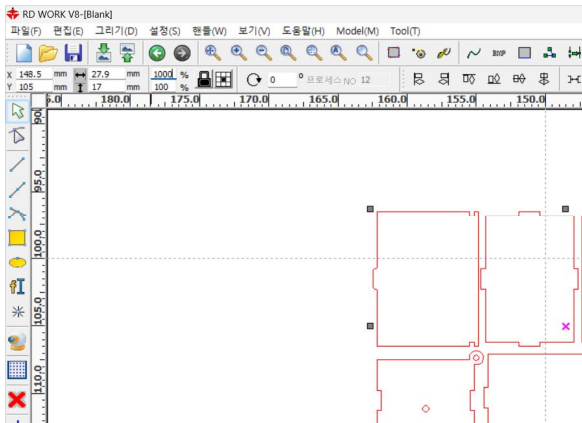 RD WORK V8-[Blank]
파일(F) 편집(E) 그리기(D) 설정(S) 핸들(W) 보기(V) 도움말(H) Model(M) Tool(T)
BMP
X 148.5 mm 27.9 mm 1000 % 0 ° 프로세스 NO 12
Y 105 mm 17 mm 100 %
5.0 180.0 175.0 170.0 165.0 160.0 155.0 150.0
90
95.0
100.0
105.0
110.0